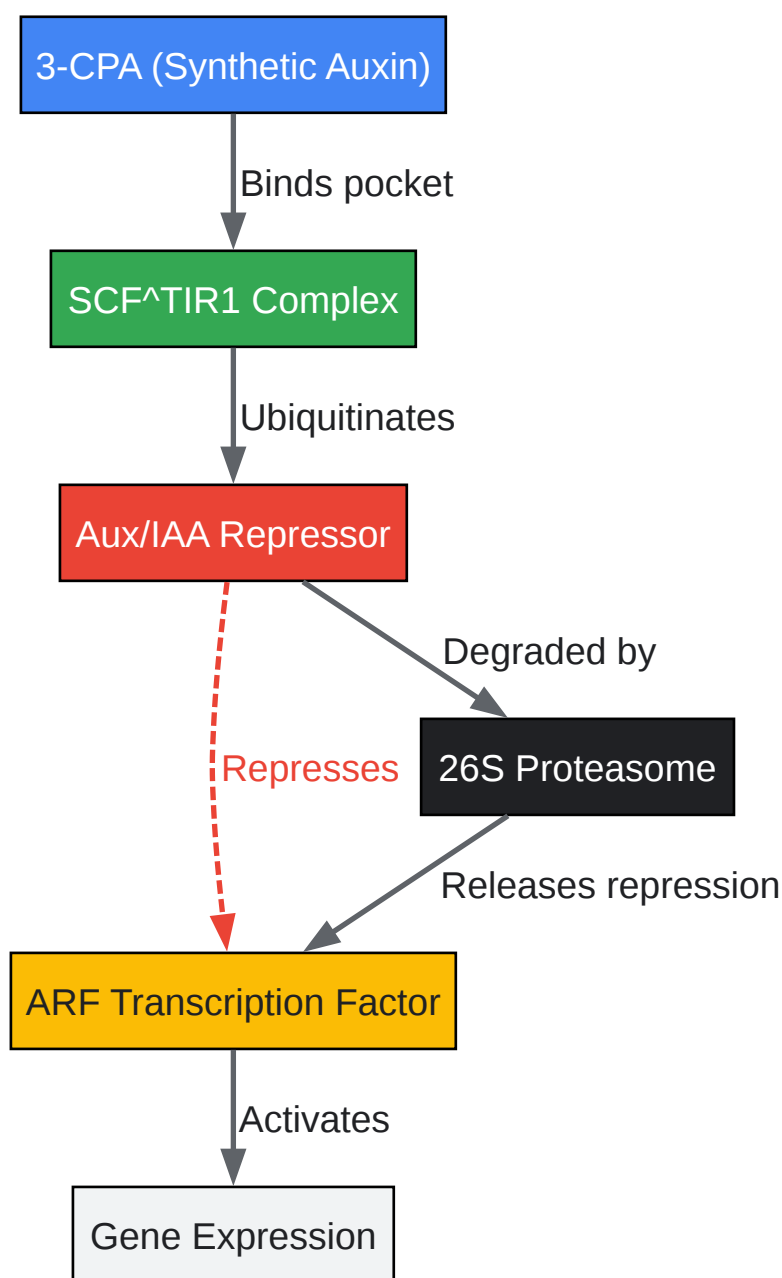 3-CPA (Synthetic Auxin)
Binds pocket
SCF^TIR1 Complex
Ubiquitinates
Aux/IAA Repressor
Degraded by
Represses
26S Proteasome
Releases repression
ARF Transcription Factor
Activates
Gene Expression